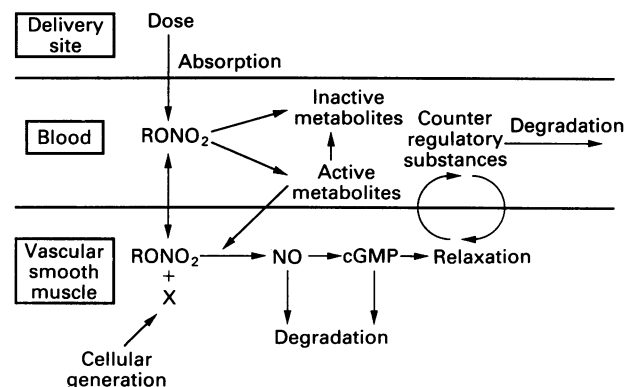 Delivery
site
Dose
Absorption
Blood
RONO₂
Inactive
metabolites
Active
metabolites
Counter
regulatory
substances
Degradation
Vascular
smooth
muscle
RONO₂
+
X
NO
cGMP
Relaxation
Degradation
Cellular
generation